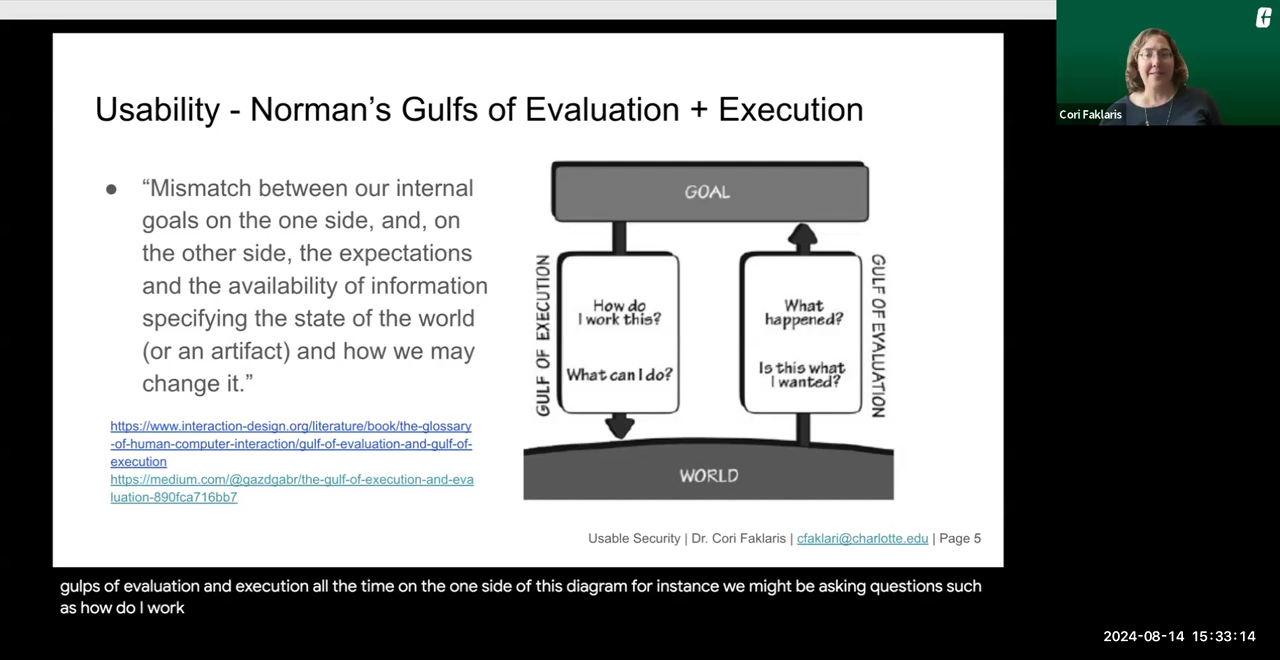 Cori Faklaris
Usability - Norman's Gulfs of Evaluation + Execution
● “Mismatch between our internal
goals on the one side, and, on
the other side, the expectations
and the availability of information
specifying the state of the world
(or an artifact) and how we may
change it.”
https://www.interaction-design.org/literature/book/the-glossary
-of-human-computer-interaction/gulf-of-evaluation-and-gulf-of-
execution
https://medium.com/@gazdgabr/the-gulf-of-execution-and-eva
luation-890fca716bb7
GOAL
GULF OF EXECUTION
How do
I work this?
What can I do?
What
happened?
Is this what
I wanted?
GULF OF EVALUATION
WORLD
Usable Security | Dr. Cori Faklaris | cfaklari@charlotte.edu | Page 5
gulps of evaluation and execution all the time on the one side of this diagram for instance we might be asking questions such
as how do I work
2024-08-14 15:33:14